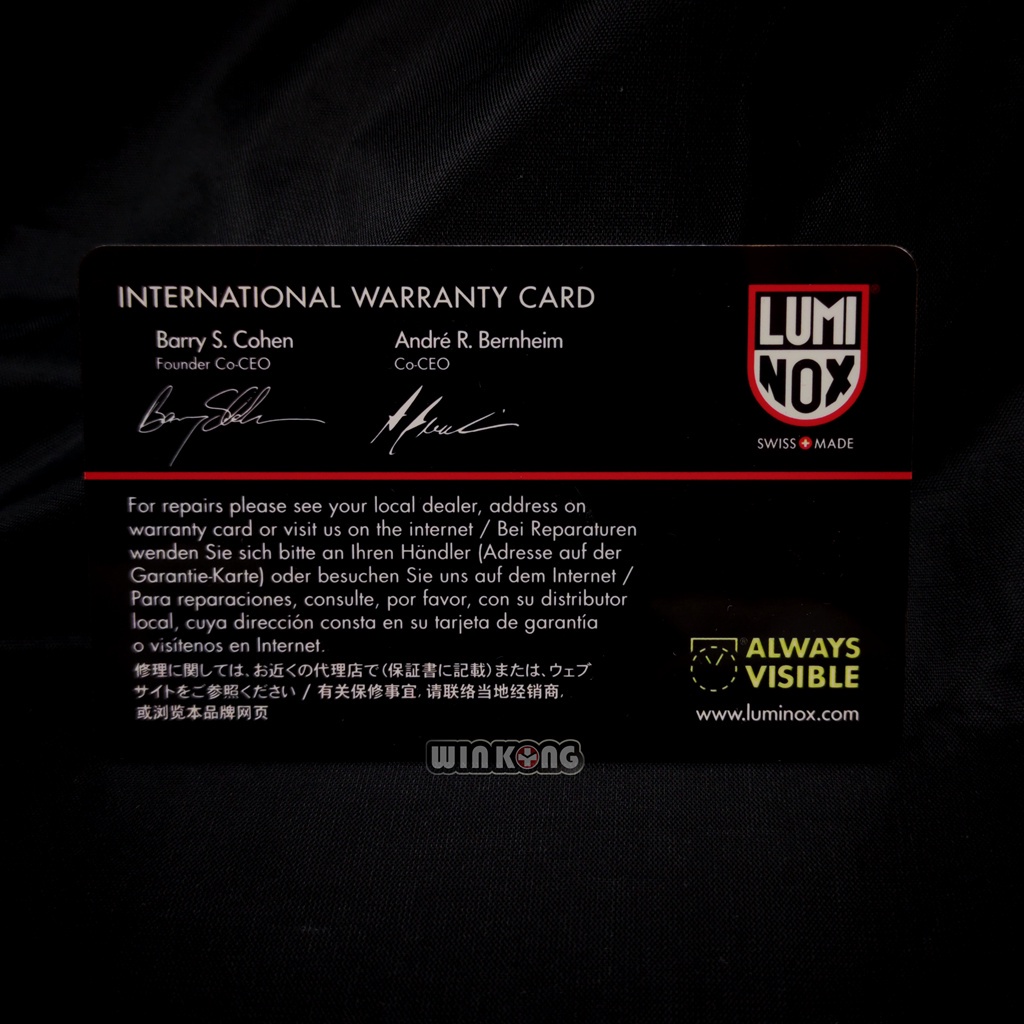 INTERNATIONAL WARRANTY CARD
Barry S. Cohen
Founder Co-CEO
André R. Bernheim
Co-CEO
LUMI
NOX
SWISS MADE
For repairs please see your local dealer, address on
warranty card or visit us on the internet / Bei Reparaturen
wenden Sie sich bitte an Ihren Händler (Adresse auf der
Garantie-Karte) oder besuchen Sie uns auf dem Internet /
Para reparaciones, consulte, por favor, con su distributor
local, cuya dirección consta en su tarjeta de garantía
o visítenos en Internet.
修理に関しては、お近くの代理店で(保証書に記載)または、ウェブ
サイトをご参照ください / 有关保修事宜, 请联络当地经销商,
或浏览本品牌网页
ALWAYS
VISIBLE
www.luminox.com
WINKONG